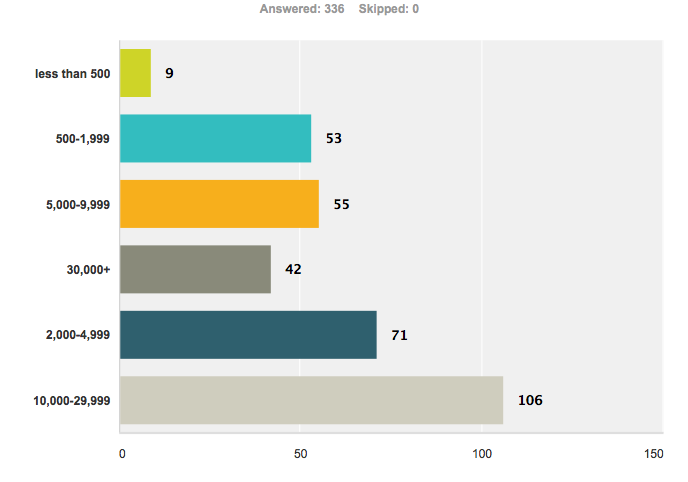 Answered: 336 Skipped: 0
less than 500 9
500-1,999 53
5,000-9,999 55
30,000+ 42
2,000-4,999 71
10,000-29,999 106
0 50 100 150